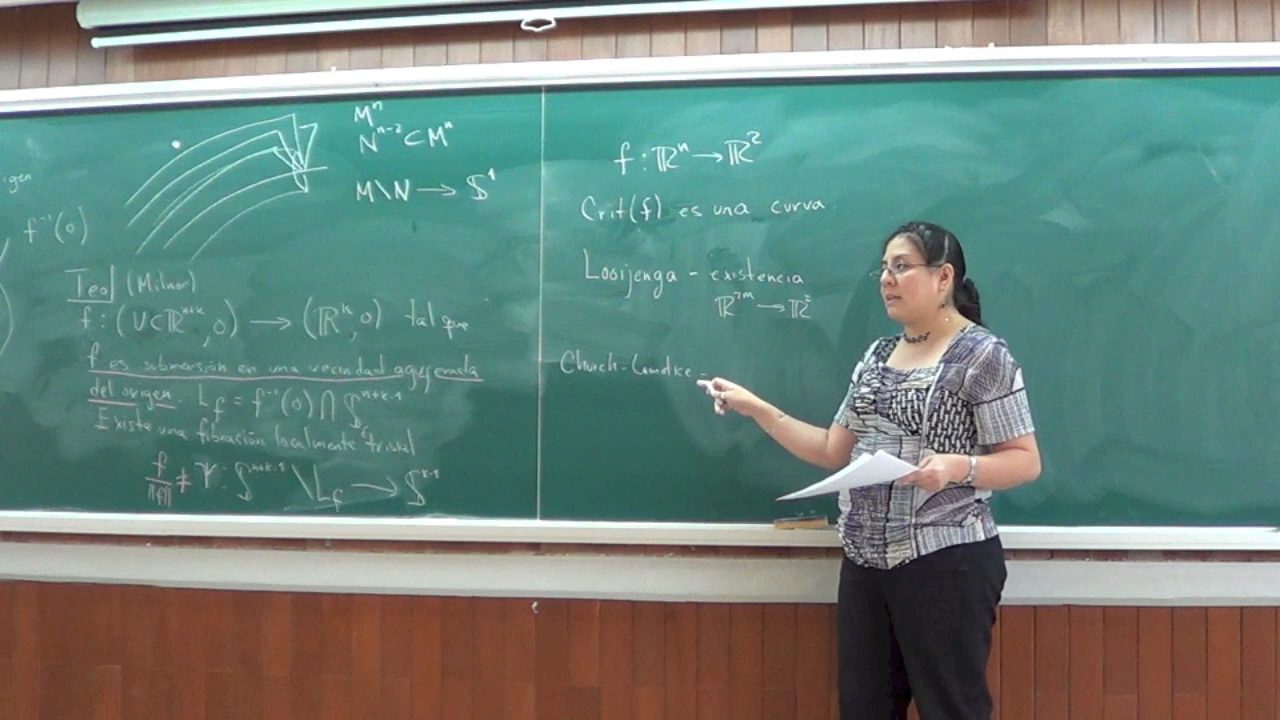 igen
f⁻¹(0)
Mⁿ
Nⁿ⁻² ⊂ Mⁿ
M\N → 𝕊¹
Teo (Milnor)
f : (U⊂ℝⁿ⁺ᵏ, 0) → (ℝᵏ, 0) tal que
f es submersión en una vecindad agujerada
del origen. L_f = f⁻¹(0) ⋂ 𝕊ⁿ⁺ᵏ⁻¹
Existe una fibración localmente trivial
f/‖f‖ ≠ Ψ : 𝕊ⁿ⁺ᵏ⁻¹ \ L_f → 𝕊ᵏ⁻¹
f : ℝⁿ → ℝ²
Crit(f) es una curva
Looijenga - existencia
ℝ²ᵐ → ℝ²
Church-Lamotke -